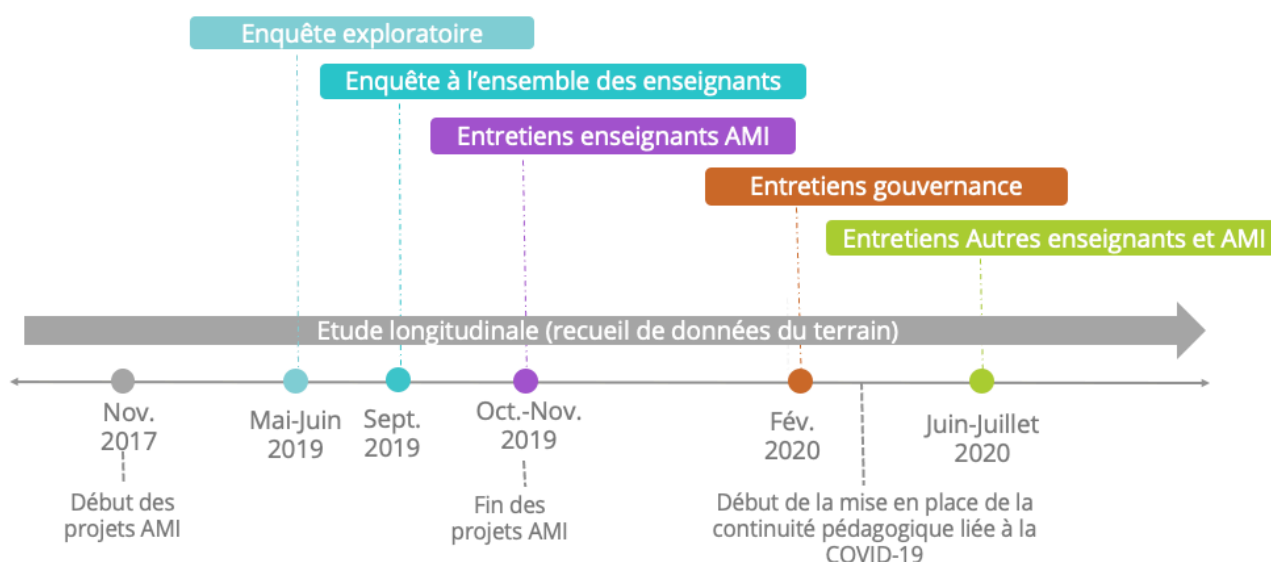 Enquête exploratoire
Enquête à l’ensemble des enseignants
Entretiens enseignants AMI
Entretiens gouvernance
Entretiens Autres enseignants et AMI
Etude longitudinale (recueil de données du terrain)
Nov.
2017
Mai-Juin
2019
Sept.
2019
Oct.-Nov.
2019
Fév.
2020
Juin-Juillet
2020
Début des
projets AMI
Fin des
projets AMI
Début de la mise en place de la
continuité pédagogique liée à la
COVID-19